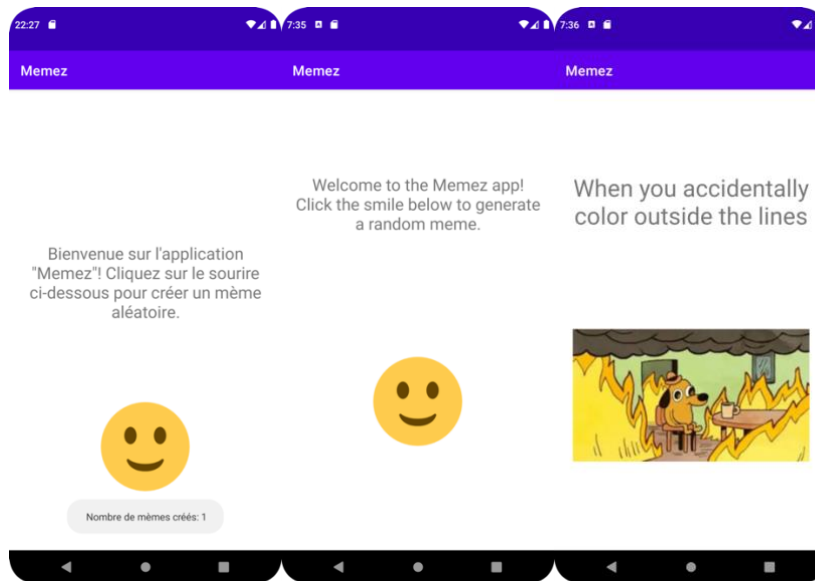 22:27
Memez
Bienvenue sur l'application
"Memez"! Cliquez sur le sourire
ci-dessous pour créer un mème
aléatoire.
Nombre de mèmes créés: 1
7:35
Memez
Welcome to the Memez app!
Click the smile below to generate
a random meme.
7:36
Memez
When you accidentally
color outside the lines